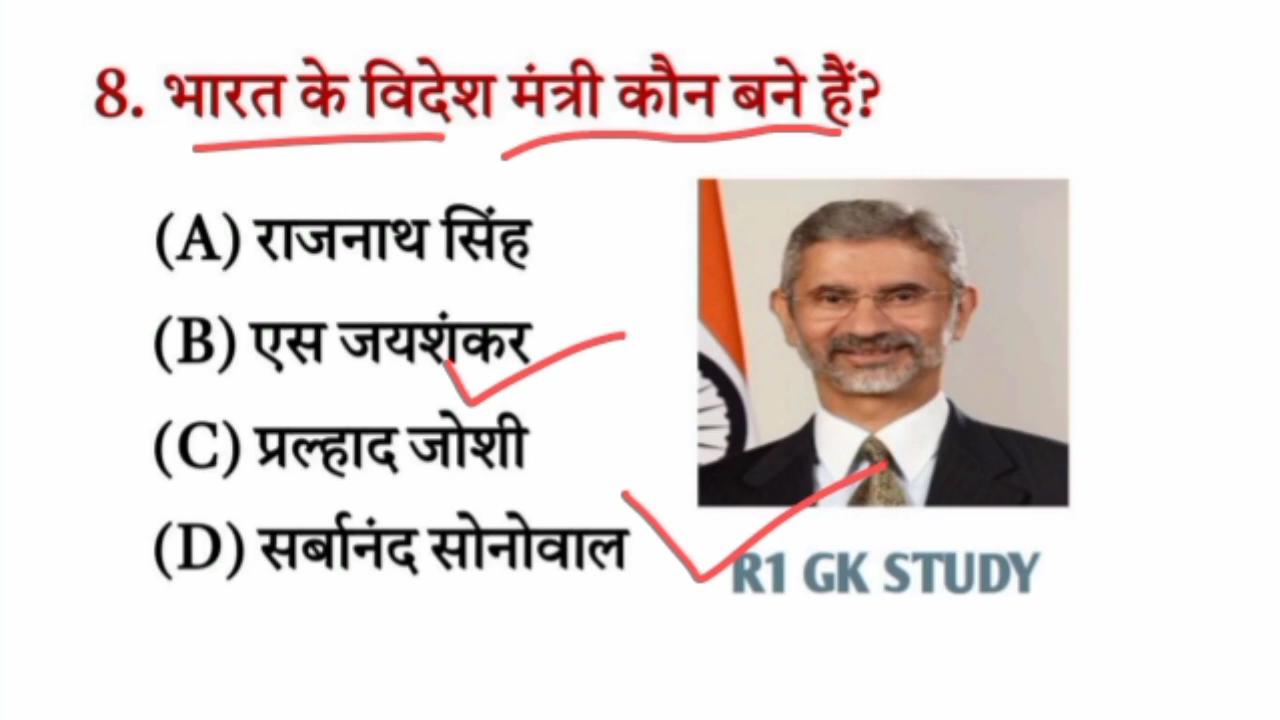 8. भारत के विदेश मंत्री कौन बने हैं?
(A) राजनाथ सिंह
(B) एस जयशंकर
(C) प्रल्हाद जोशी
(D) सर्बानंद सोनोवाल
R1 GK STUDY